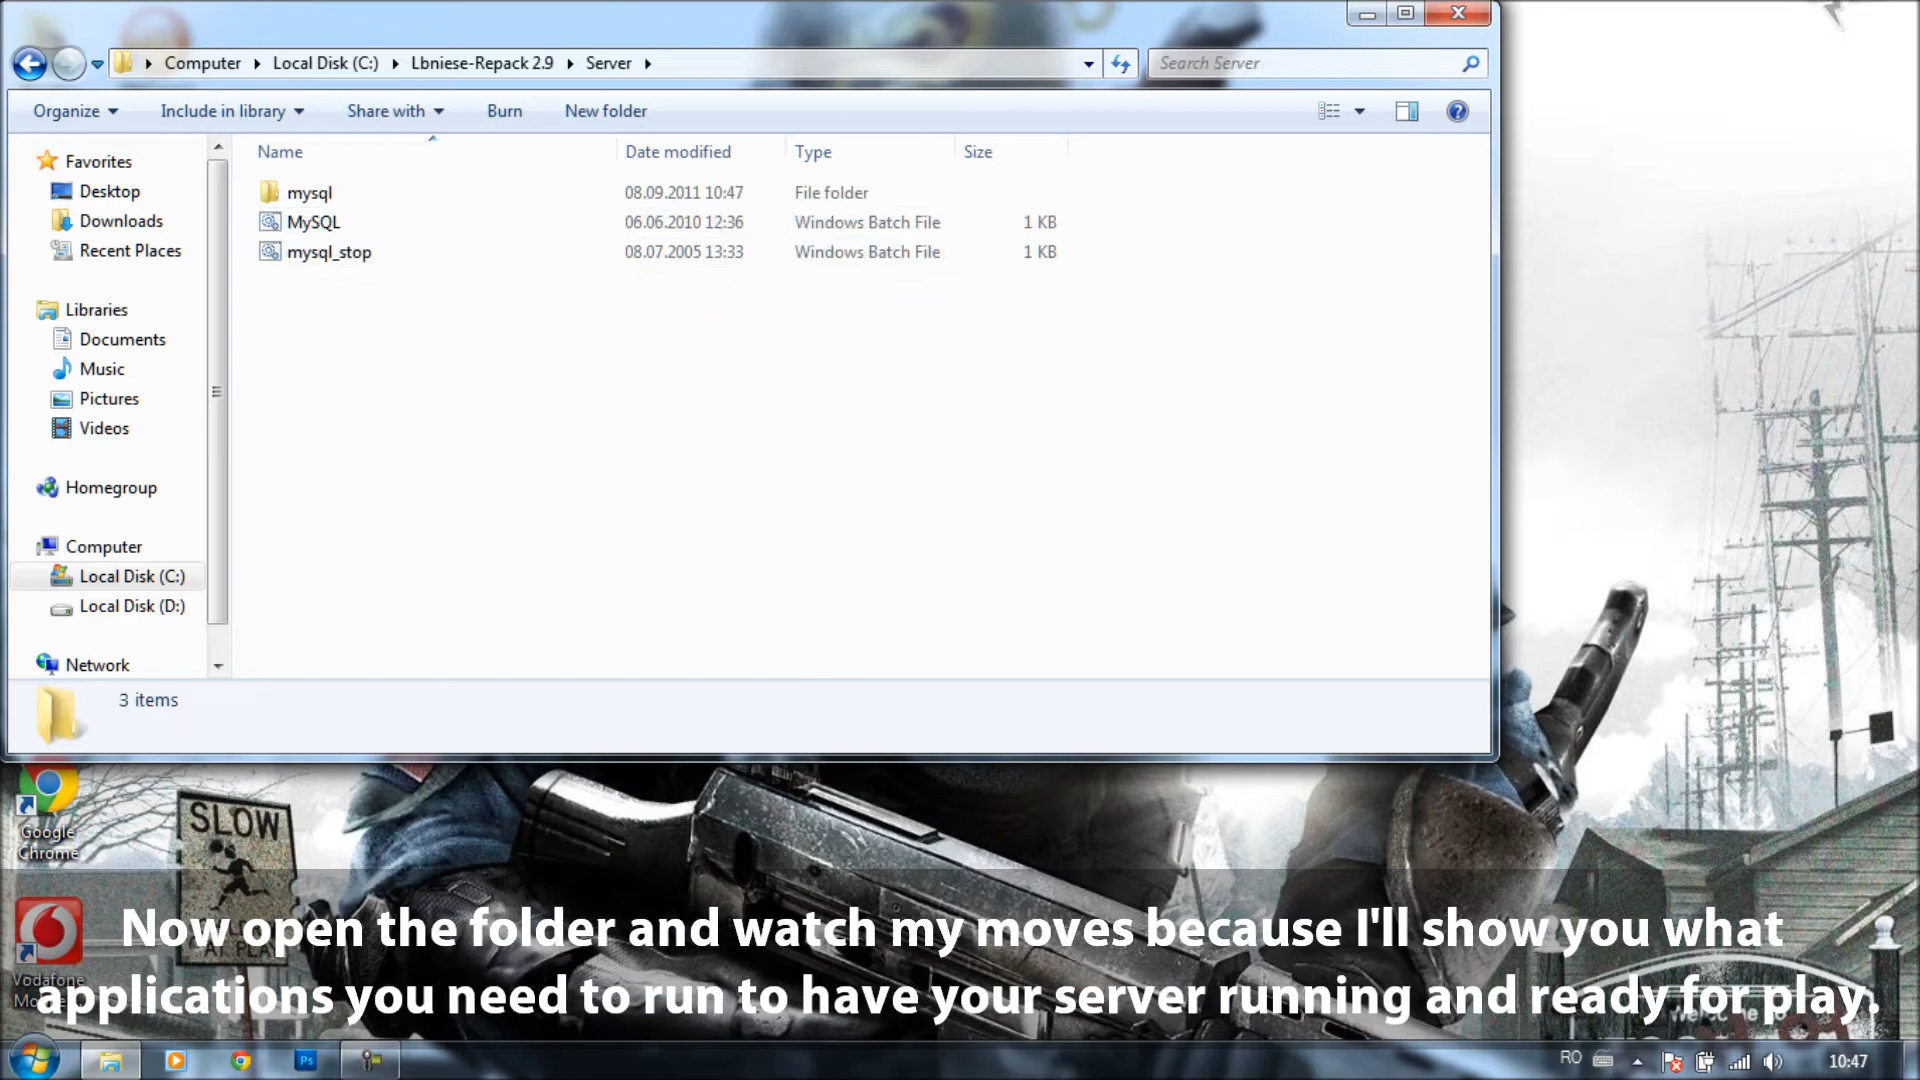 Computer Local Disk (C:) Lbniese-Repack 2.9 Server
Search Server
Organize Include in library Share with Burn New folder
Name Date modified Type Size
Favorites
Desktop
Downloads
Recent Places
Libraries
Documents
Music
Pictures
Videos
Homegroup
Computer
Local Disk (C:)
Local Disk (D:)
Network
mysql 08.09.2011 10:47 File folder
MySQL 06.06.2010 12:36 Windows Batch File 1 KB
mysql_stop 08.07.2005 13:33 Windows Batch File 1 KB
3 items
Google
Chrome
SLOW
AT PLAY
Vodafone
Now open the folder and watch my moves because I'll show you what
applications you need to run to have your server running and ready for play.
Welcome to
Ps
RO
10:47